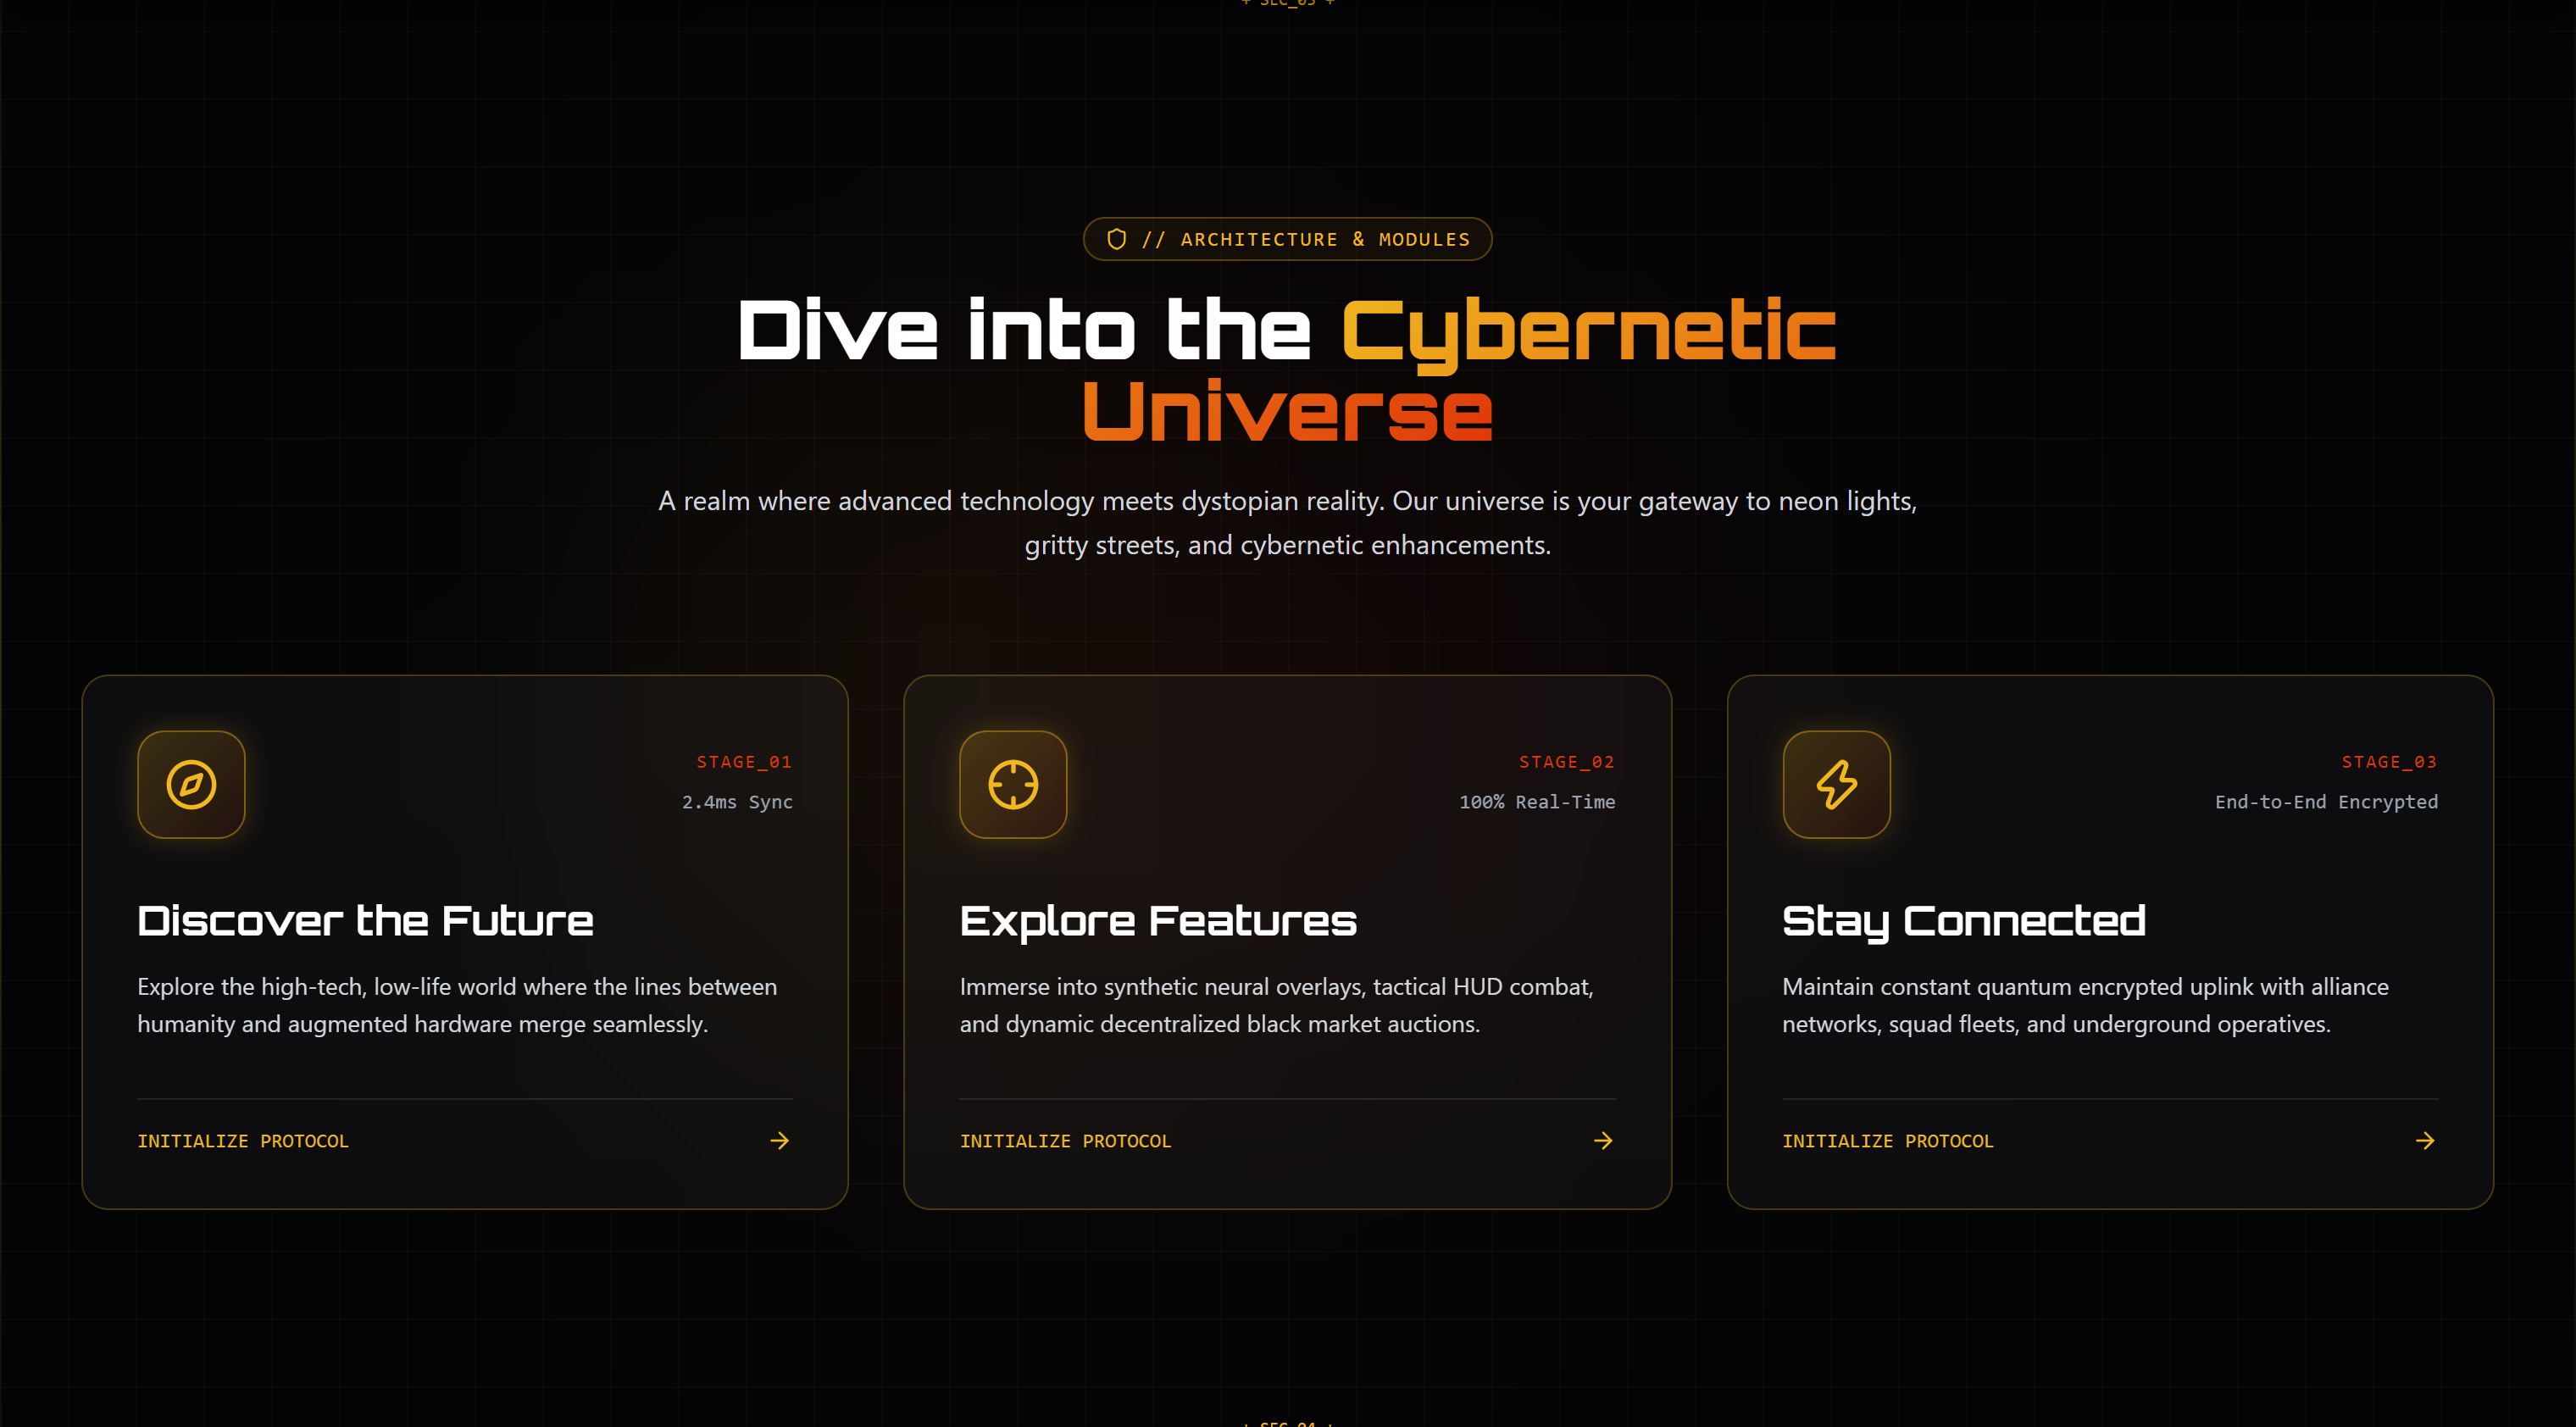 + SEC_03 +
// ARCHITECTURE & MODULES
Dive into the Cybernetic
Universe
A realm where advanced technology meets dystopian reality. Our universe is your gateway to neon lights,
gritty streets, and cybernetic enhancements.
STAGE_01
2.4ms Sync
Discover the Future
Explore the high-tech, low-life world where the lines between
humanity and augmented hardware merge seamlessly.
INITIALIZE PROTOCOL
STAGE_02
100% Real-Time
Explore Features
Immerse into synthetic neural overlays, tactical HUD combat,
and dynamic decentralized black market auctions.
INITIALIZE PROTOCOL
STAGE_03
End-to-End Encrypted
Stay Connected
Maintain constant quantum encrypted uplink with alliance
networks, squad fleets, and underground operatives.
INITIALIZE PROTOCOL